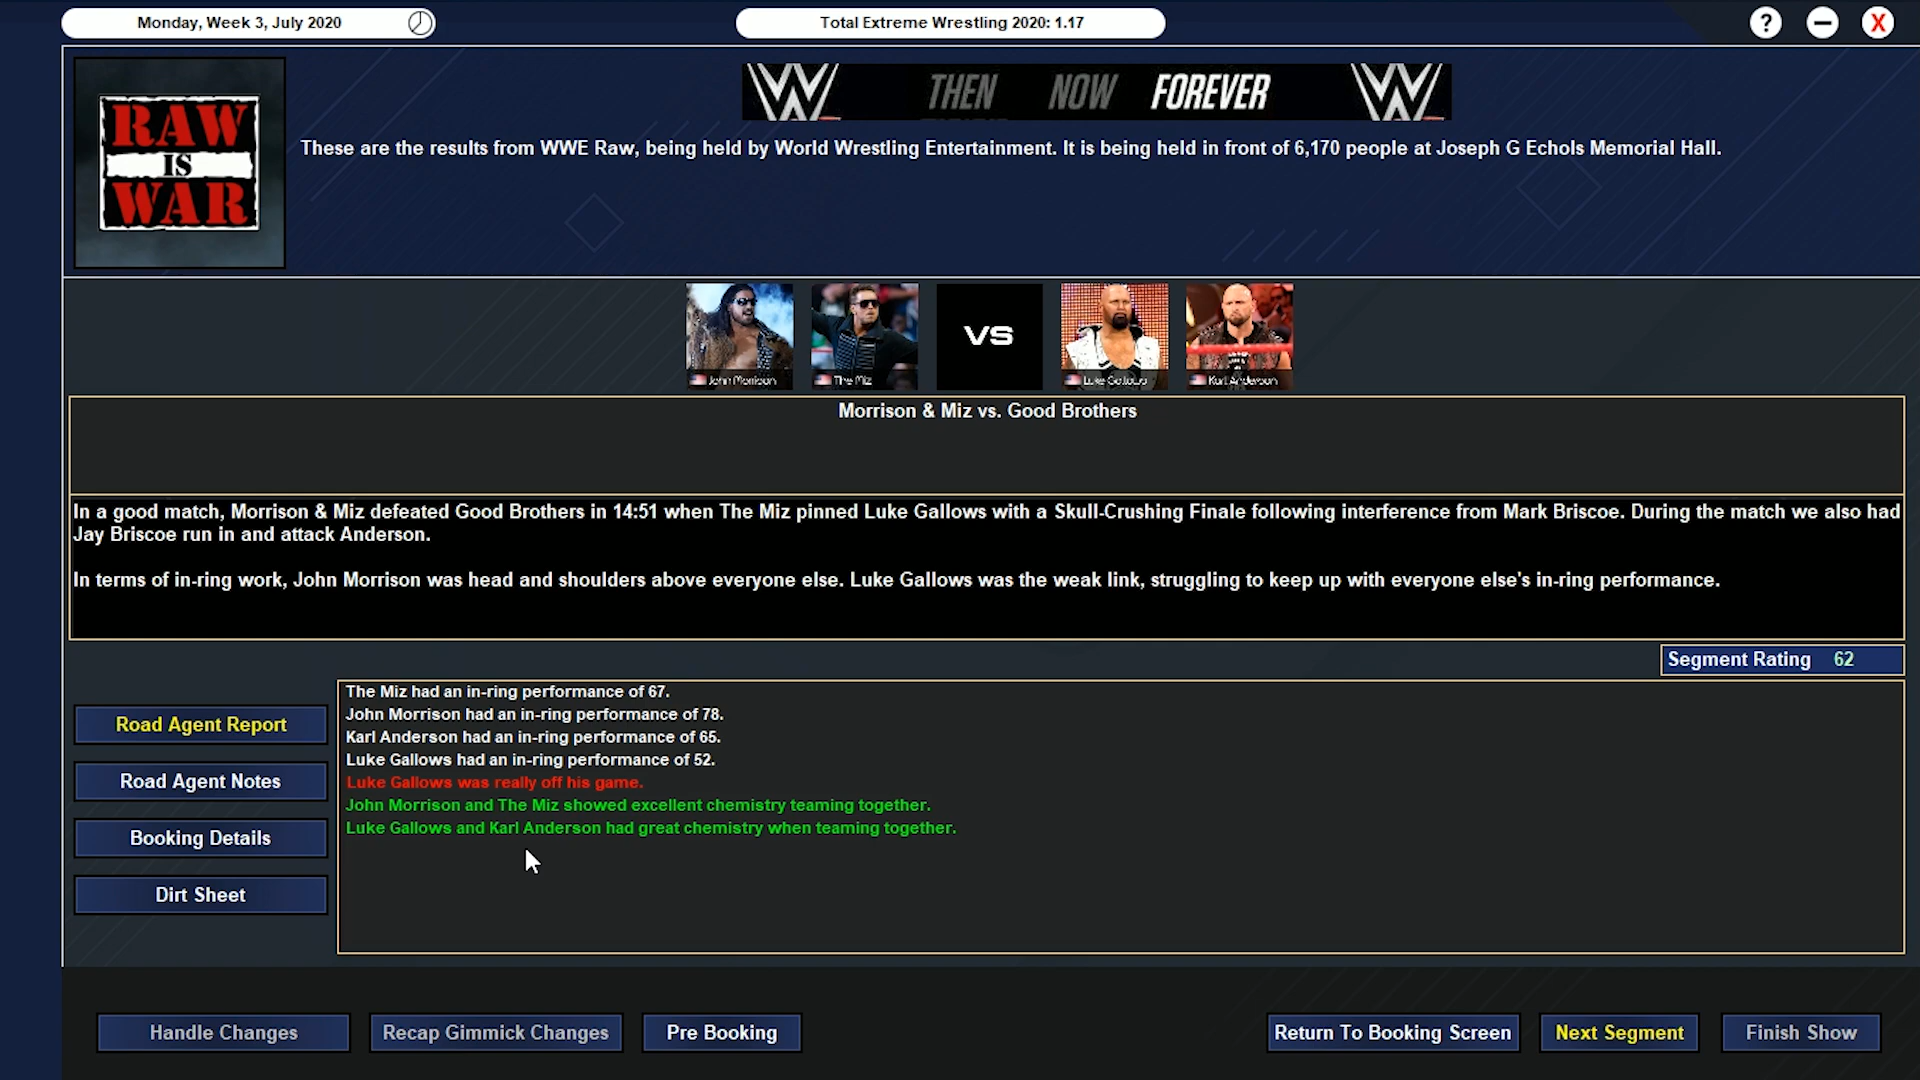 Monday, Week 3, July 2020
Total Extreme Wrestling 2020: 1.17
?
X
RAW
IS
WAR
THEN NOW FOREVER
These are the results from WWE Raw, being held by World Wrestling Entertainment. It is being held in front of 6,170 people at Joseph G Echols Memorial Hall.
John Morrison
The Miz
VS
Luke Gallows
Karl Anderson
Morrison & Miz vs. Good Brothers
In a good match, Morrison & Miz defeated Good Brothers in 14:51 when The Miz pinned Luke Gallows with a Skull-Crushing Finale following interference from Mark Briscoe. During the match we also had
Jay Briscoe run in and attack Anderson.
In terms of in-ring work, John Morrison was head and shoulders above everyone else. Luke Gallows was the weak link, struggling to keep up with everyone else's in-ring performance.
Segment Rating 62
Road Agent Report
Road Agent Notes
Booking Details
Dirt Sheet
The Miz had an in-ring performance of 67.
John Morrison had an in-ring performance of 78.
Karl Anderson had an in-ring performance of 65.
Luke Gallows had an in-ring performance of 52.
Luke Gallows was really off his game.
John Morrison and The Miz showed excellent chemistry teaming together.
Luke Gallows and Karl Anderson had great chemistry when teaming together.
Handle Changes
Recap Gimmick Changes
Pre Booking
Return To Booking Screen
Next Segment
Finish Show